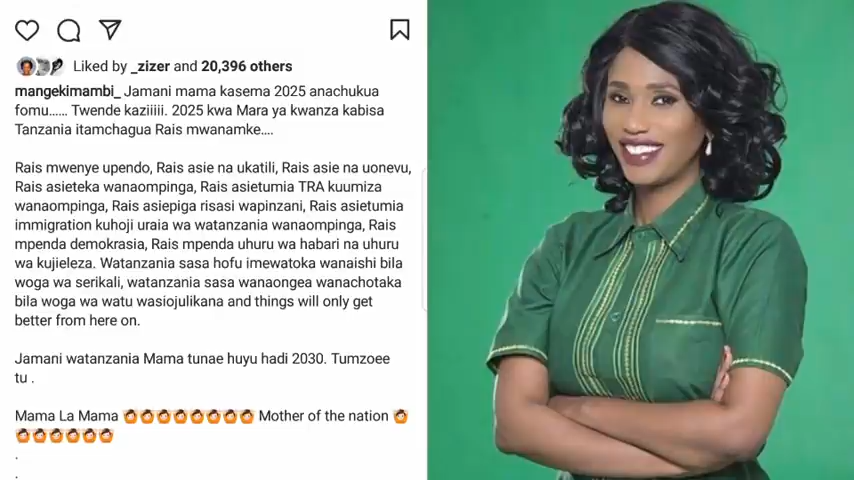 Liked by _zizer and 20,396 others
mangekimambi_ Jamani mama kasema 2025 anachukua
fomu...... Twende kaziiiii. 2025 kwa Mara ya kwanza kabisa
Tanzania itamchagua Rais mwanamke....
Rais mwenye upendo, Rais asie na ukatili, Rais asie na uonevu,
Rais asieteka wanaompinga, Rais asietumia TRA kuumiza
wanaompinga, Rais asiepiga risasi wapinzani, Rais asietumia
immigration kuhoji uraia wa watanzania wanaompinga, Rais
mpenda demokrasia, Rais mpenda uhuru wa habari na uhuru
wa kujieleza. Watanzania sasa hofu imewatoka wanaishi bila
woga wa serikali, watanzania sasa wanaongea wanachotaka
bila woga wa watu wasiojulikana and things will only get
better from here on.
Jamani watanzania Mama tunae huyu hadi 2030. Tumzoee
tu .
Mama La Mama 🙆🙆🙆🙆🙆🙆🙆🙆 Mother of the nation 🙆
🙆🙆🙆🙆🙆🙆
.
.